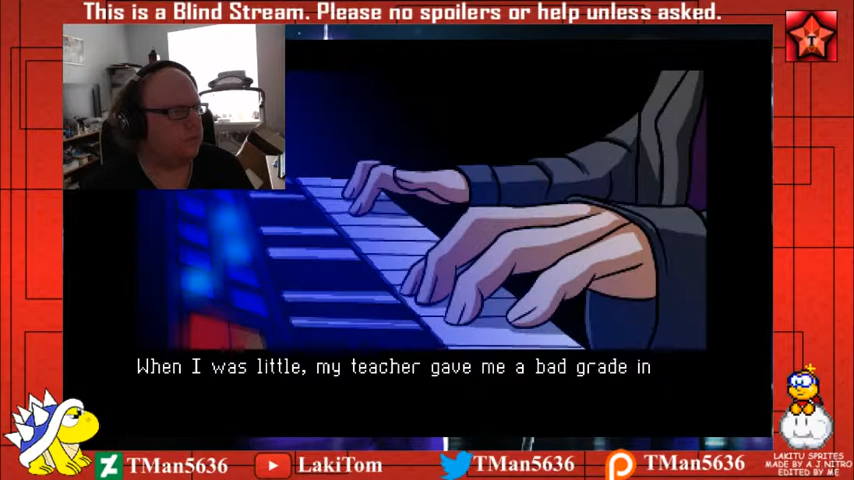 This is a Blind Stream. Please no spoilers or help unless asked.
T
When I was little, my teacher gave me a bad grade in
TMan5636
LakiTom
TMan5636
TMan5636
LAKITU SPRITES
MADE BY A.J.NITRO
EDITED BY ME